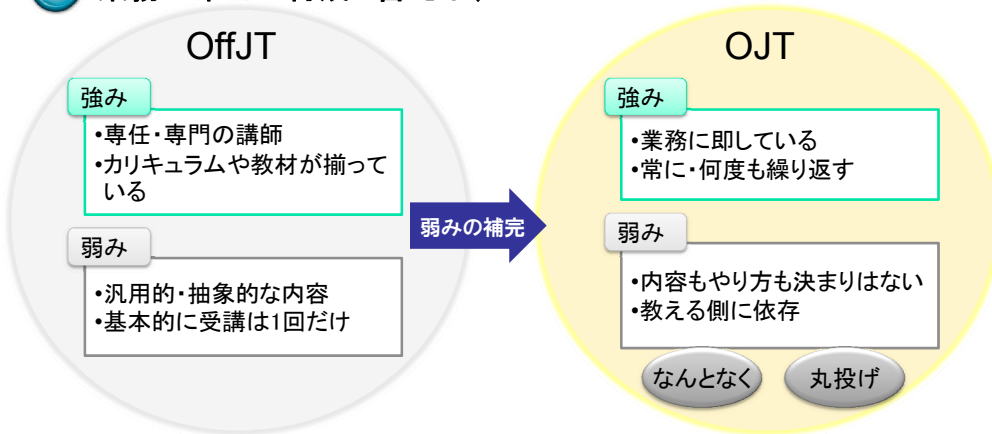 OffJT
強み
•専任・専門の講師
•カリキュラムや教材が揃って
いる
弱み
•汎用的・抽象的な内容
•基本的に受講は1回だけ
弱みの補完
OJT
強み
•業務に即している
•常に・何度も繰り返す
弱み
•内容もやり方も決まりはない
•教える側に依存
なんとなく
丸投げ